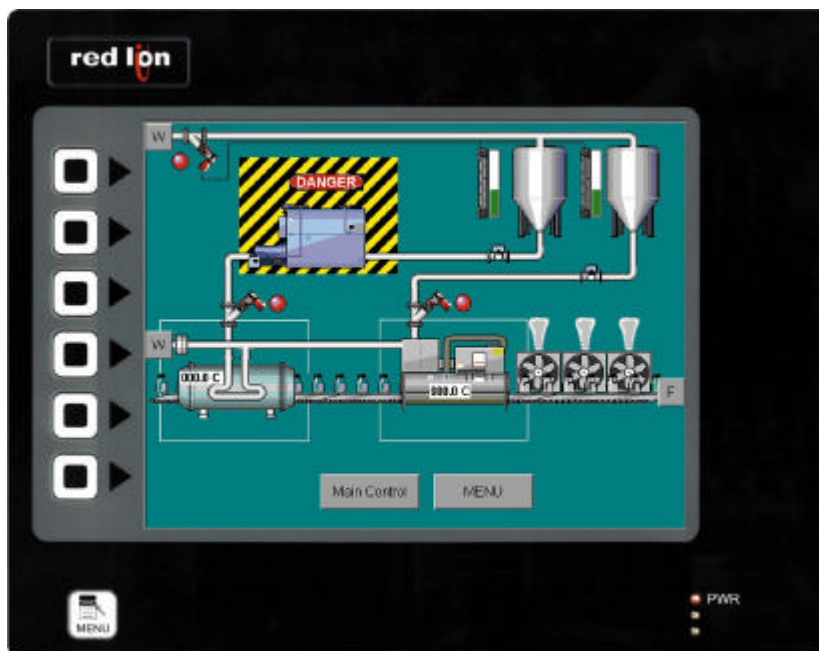 red lion
W
DANGER
W
000.0 C
000.0 C
F
Main Control
MENU
MENU
PWR